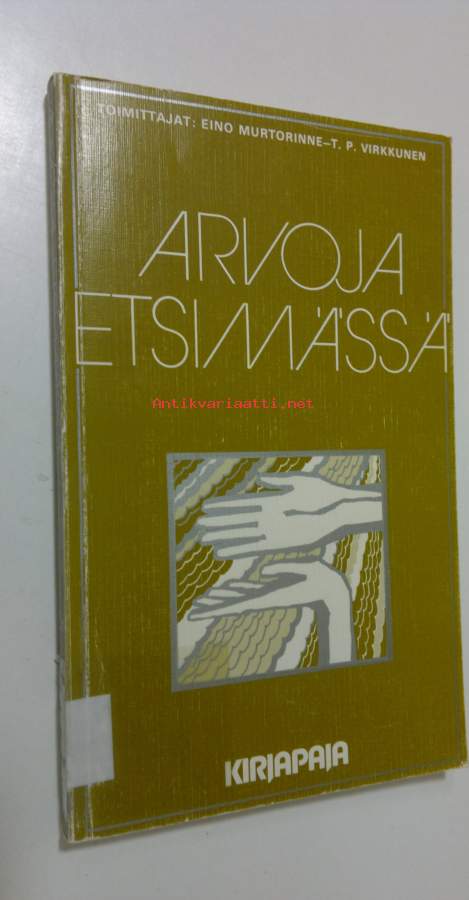 TOIMITTAJAT: EINO MURTORINNE–T. P. VIRKKUNEN
ARVOJA
ETSIMÄSSÄ
Antikvariaatti.net
KIRJAPAJA